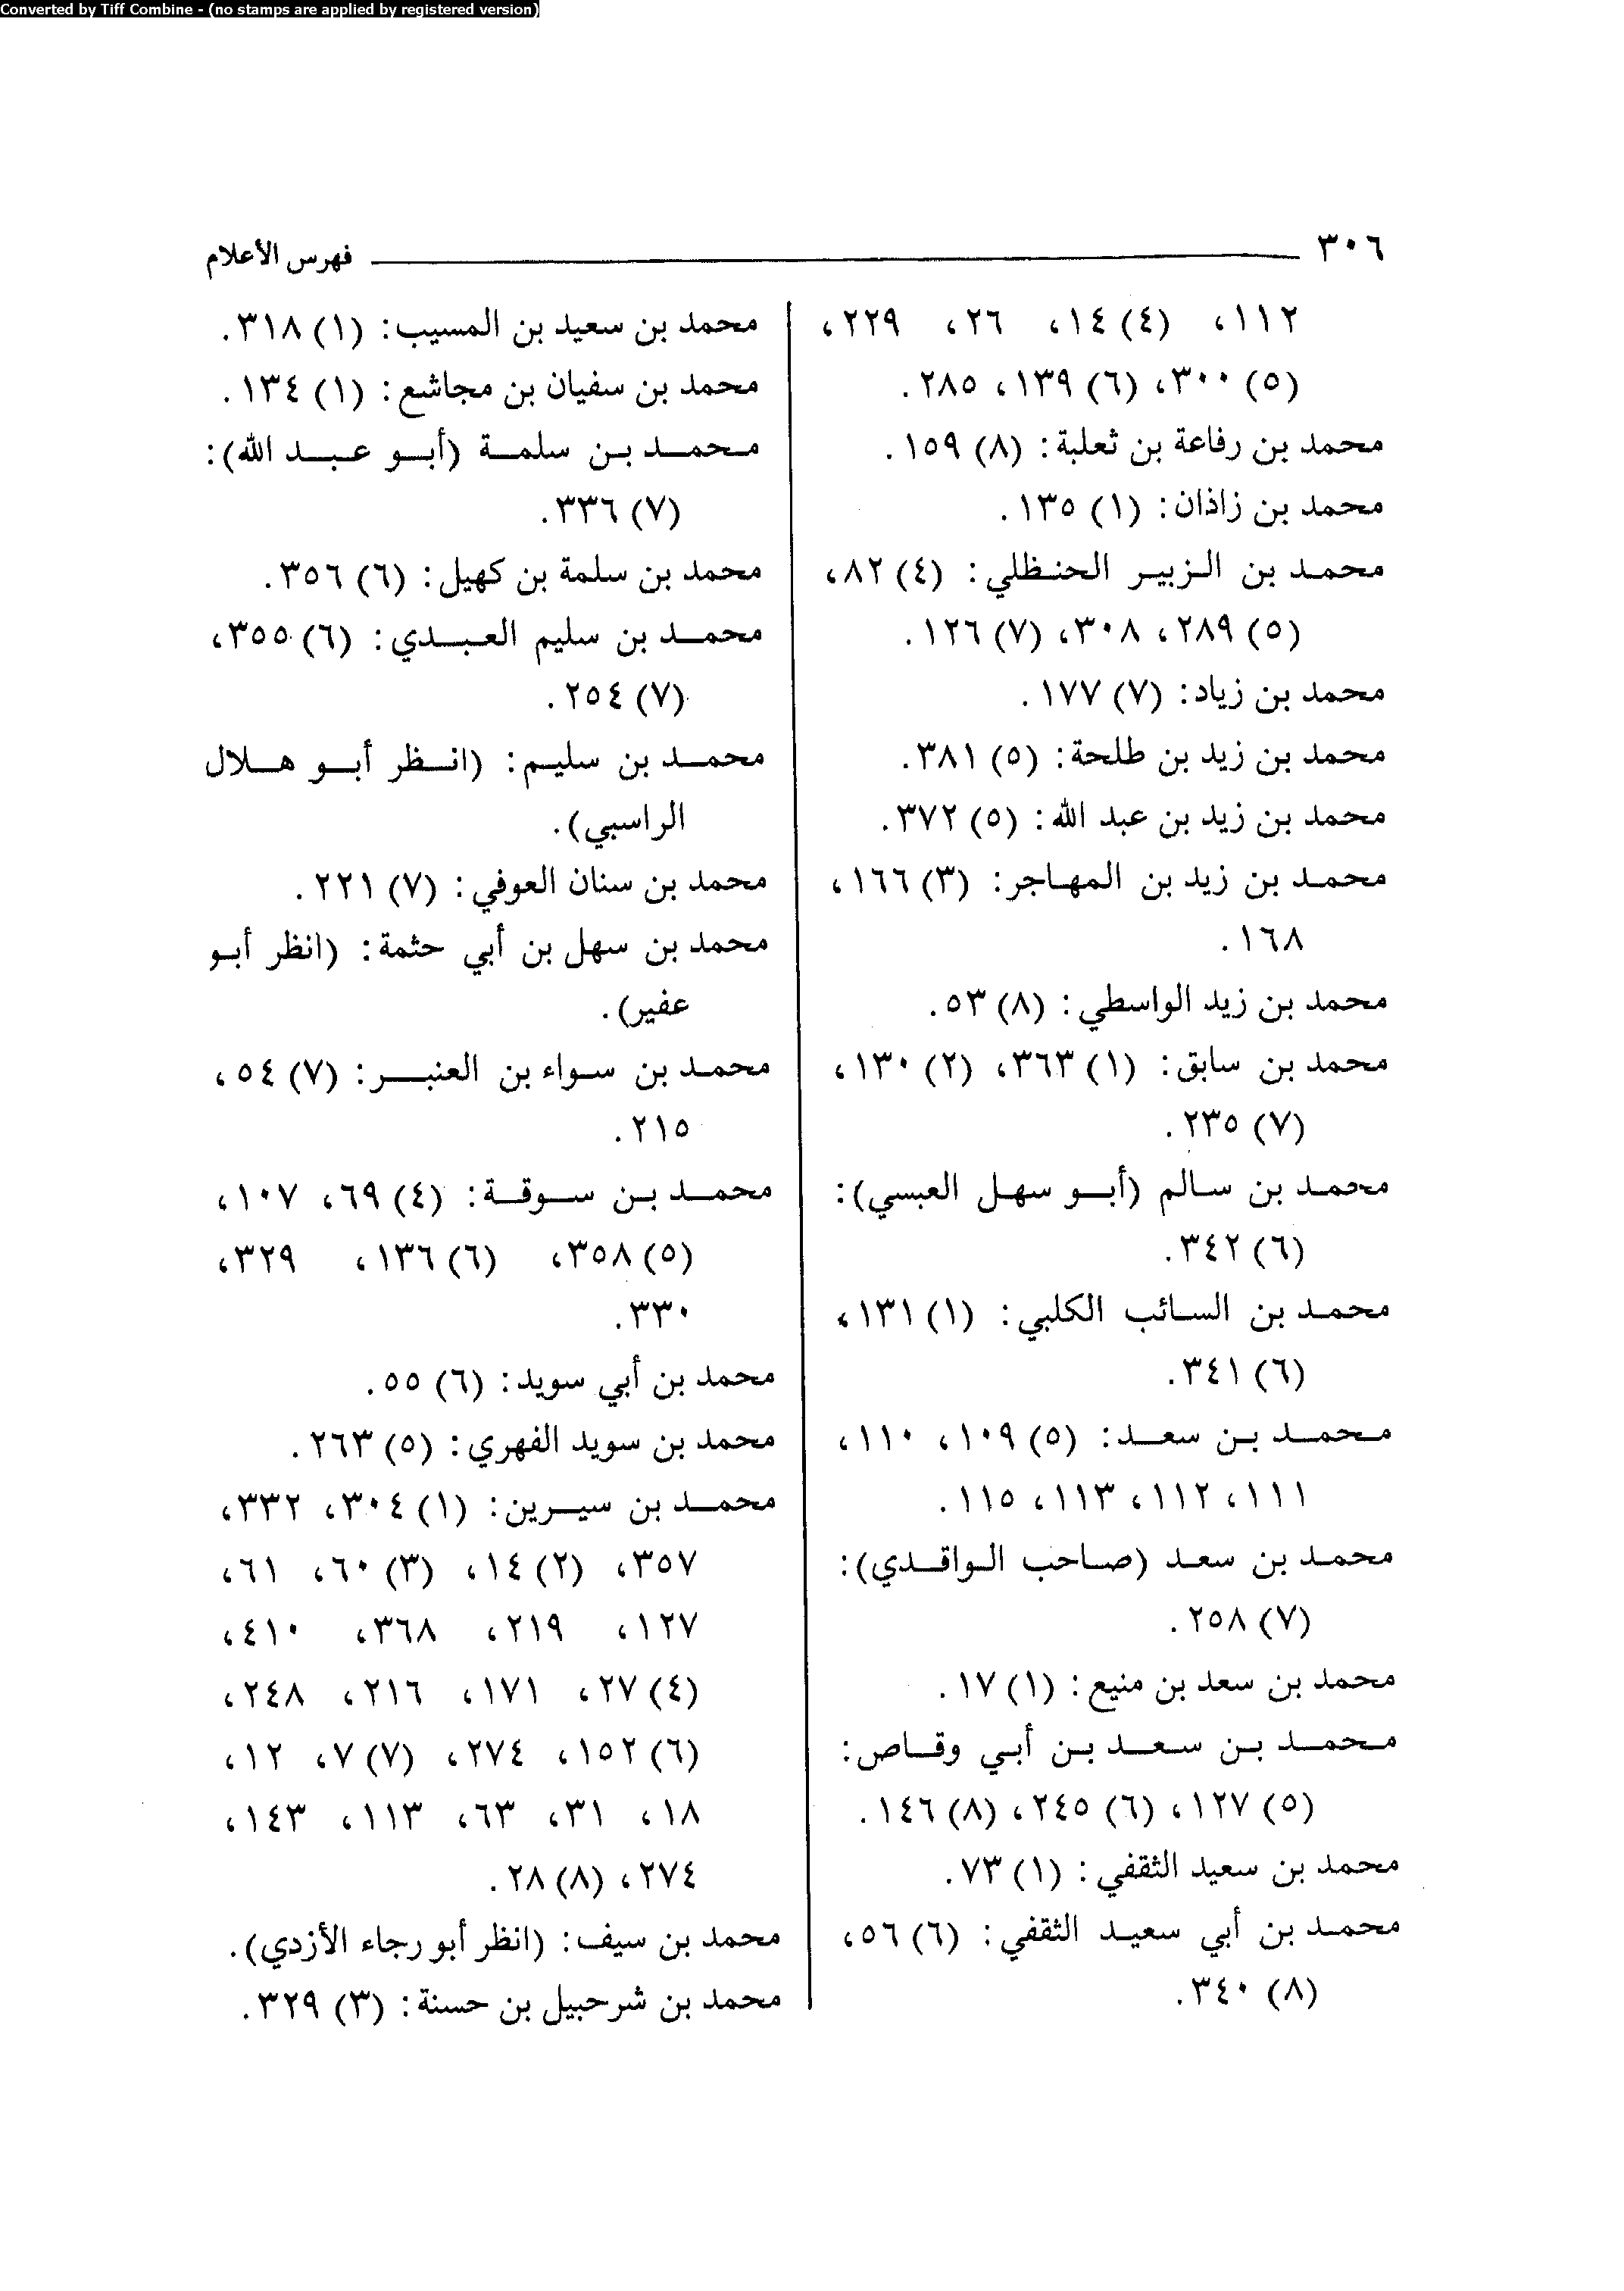 Converted by Tiff Combine - (no stamps are applied by registered version)
٣٠٦
فهرس الأعلام
١١٢، (٤) ١٤، ٢٦، ٢٢٩،
(٥) ٣٠٠، (٦) ١٣٩، ٢٨٥.
محمد بن رفاعة بن ثعلبة: (٨) ١٥٩.
محمد بن زاذان: (١) ١٣٥.
محمد بن الزبير الحنظلي: (٤) ٨٢،
(٥) ٢٨٩، ٣٠٨، (٧) ١٢٦.
محمد بن زياد: (٧) ١٧٧.
محمد بن زيد بن طلحة: (٥) ٣٨١.
محمد بن زيد بن عبد الله: (٥) ٣٧٢.
محمد بن زيد بن المهاجر: (٣) ١٦٦،
١٦٨.
محمد بن زيد الواسطي: (٨) ٥٣.
محمد بن سابق: (١) ٣٦٣، (٢) ١٣٠،
(٧) ٢٣٥.
محمد بن سالم (أبو سهل العبسي):
(٦) ٣٤٢.
محمد بن السائب الكلبي: (١) ١٣١،
(٦) ٣٤١.
محمد بن سعد: (٥) ١٠٩، ١١٠،
١١١، ١١٢، ١١٣، ١١٥.
محمد بن سعد (صاحب الواقدي):
(٧) ٢٥٨.
محمد بن سعد بن منيع: (١) ١٧.
محمد بن سعد بن أبي وقاص:
(٥) ١٢٧، (٦) ٢٤٥، (٨) ١٤٦.
محمد بن سعيد الثقفي: (١) ٧٣.
محمد بن أبي سعيد الثقفي: (٦) ٥٦،
(٨) ٣٤٠.
محمد بن سعيد بن المسيب: (١) ٣١٨.
محمد بن سفيان بن مجاشع: (١) ١٣٤.
محمد بن سلمة (أبو عبد الله):
(٧) ٣٣٦.
محمد بن سلمة بن كهيل: (٦) ٣٥٦.
محمد بن سليم العبدي: (٦) ٣٥٥،
(٧) ٢٥٤.
محمد بن سليم: (انظر أبو هلال
الراسبي).
محمد بن سنان العوفي: (٧) ٢٢١.
محمد بن سهل بن أبي حثمة: (انظر أبو
عفير).
محمد بن سواء بن العنبر: (٧) ٥٤،
٢١٥.
محمد بن سوقة: (٤) ٦٩، ١٠٧،
(٥) ٣٥٨، (٦) ١٣٦، ٣٢٩،
٣٣٠.
محمد بن أبي سويد: (٦) ٥٥.
محمد بن سويد الفهري: (٥) ٢٦٣.
محمد بن سيرين: (١) ٣٠٤، ٣٣٢،
٣٥٧، (٢) ١٤، (٣) ٦٠، ٦١،
١٢٧، ٢١٩، ٣٦٨، ٤١٠،
(٤) ٢٧، ١٧١، ٢١٦، ٢٤٨،
(٦) ١٥٢، ٢٧٤، (٧) ٧، ١٢،
١٨، ٣١، ٦٣، ١١٣، ١٤٣،
٢٧٤، (٨) ٢٨.
محمد بن سيف: (انظر أبو رجاء الأزدي).
محمد بن شرحبيل بن حسنة: (٣) ٣٢٩.